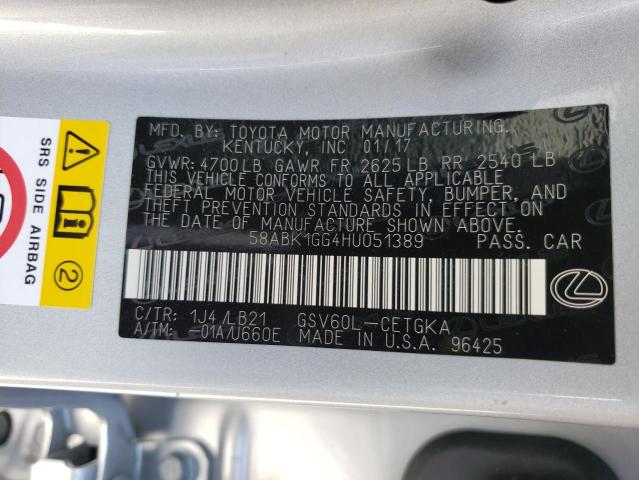 MFD. BY: TOYOTA MOTOR MANUFACTURING.
KENTUCKY, INC 01/17
GVWR: 4700LB GAWR FR 2625LB RR 2540 LB
THIS VEHICLE CONFORMS TO ALL APPLICABLE
FEDERAL MOTOR VEHICLE SAFETY, BUMPER, AND
THEFT PREVENTION STANDARDS IN EFFECT ON
THE DATE OF MANUFACTURE SHOWN ABOVE.
58ABK1GG4HU051389 PASS. CAR
C/TR: 1J4/LB21 GSV60L-CETGKA
A/TM: -01A/U660E MADE IN U.S.A. 96425
SRS SIDE AIRBAG
2